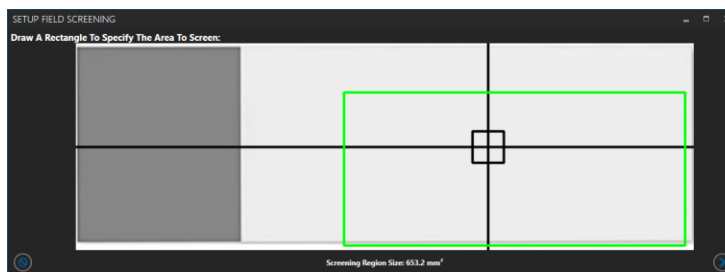 SETUP FIELD SCREENING
Draw A Rectangle To Specify The Area To Screen:
Screening Region Size: 653.2 mm²